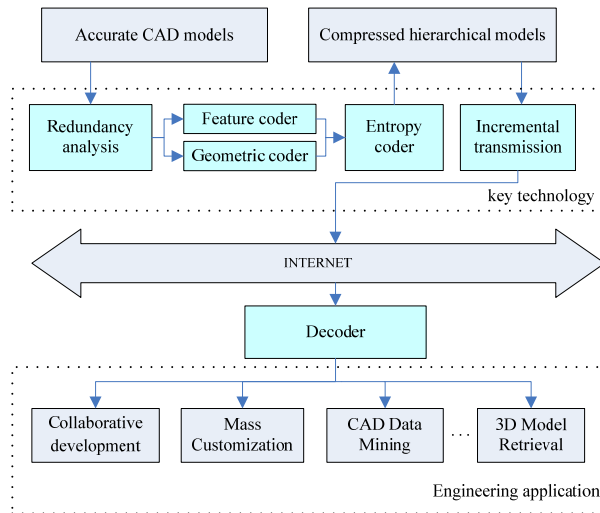 Accurate CAD models
Compressed hierarchical models
Redundancy
analysis
Feature coder
Geometric coder
Entropy
coder
Incremental
transmission
key technology
INTERNET
Decoder
Collaborative
development
Mass
Customization
CAD Data
Mining
...
3D Model
Retrieval
Engineering application